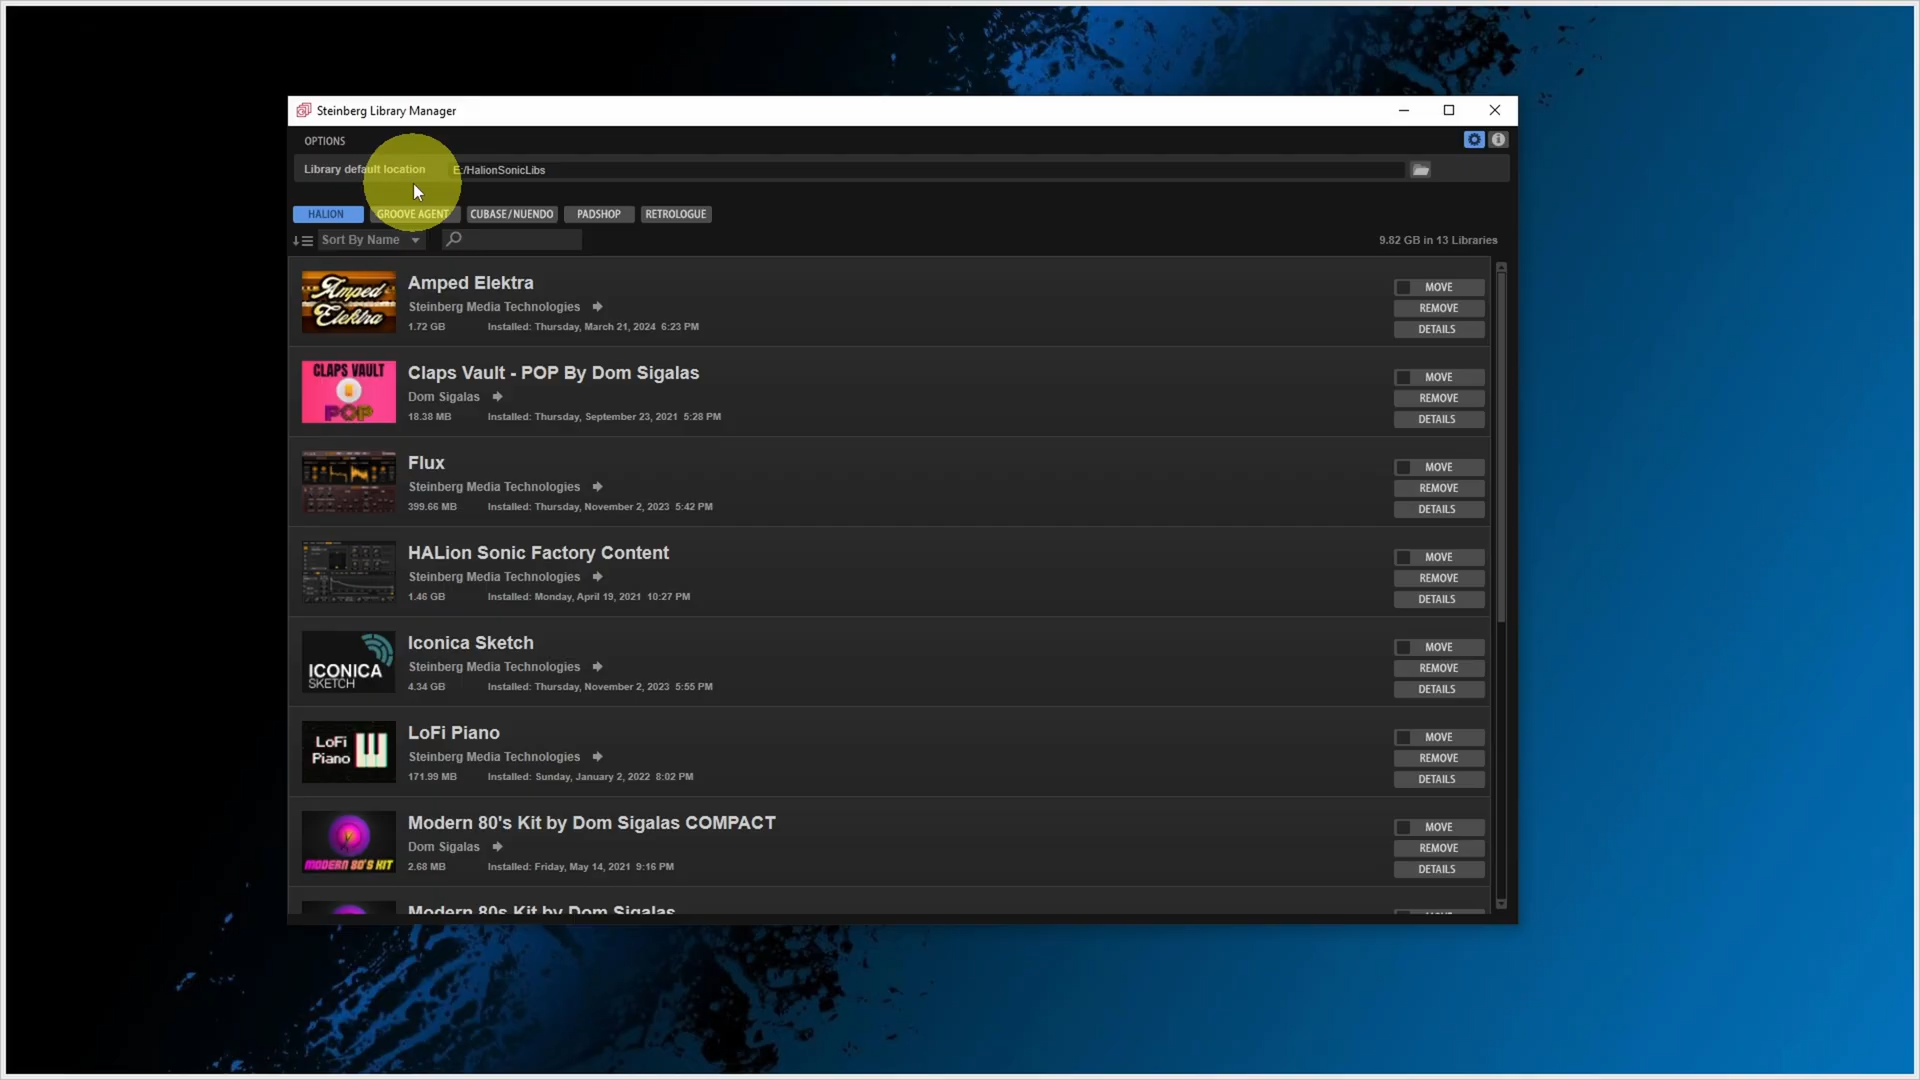 Steinberg Library Manager
OPTIONS
Library default location E:/HalionSonicLibs
HALION GROOVE AGENT CUBASE/NUENDO PADSHOP RETROLOGUE
Sort By Name 9.82 GB in 13 Libraries
Amped Elektra
Amped Elektra
Steinberg Media Technologies
1.72 GB Installed: Thursday, March 21, 2024 6:23 PM
MOVE
REMOVE
DETAILS
CLAPS VAULT
POP
Claps Vault - POP By Dom Sigalas
Dom Sigalas
18.38 MB Installed: Thursday, September 23, 2021 5:28 PM
MOVE
REMOVE
DETAILS
Flux
Steinberg Media Technologies
399.66 MB Installed: Thursday, November 2, 2023 5:42 PM
MOVE
REMOVE
DETAILS
HALion Sonic Factory Content
Steinberg Media Technologies
1.46 GB Installed: Monday, April 19, 2021 10:27 PM
MOVE
REMOVE
DETAILS
ICONICA
SKETCH
Iconica Sketch
Steinberg Media Technologies
4.34 GB Installed: Thursday, November 2, 2023 5:55 PM
MOVE
REMOVE
DETAILS
LoFi
Piano
LoFi Piano
Steinberg Media Technologies
171.99 MB Installed: Sunday, January 2, 2022 8:02 PM
MOVE
REMOVE
DETAILS
MODERN 80'S KIT
Modern 80's Kit by Dom Sigalas COMPACT
Dom Sigalas
2.68 MB Installed: Friday, May 14, 2021 9:16 PM
MOVE
REMOVE
DETAILS
Modern 80s Kit by Dom Sigalas